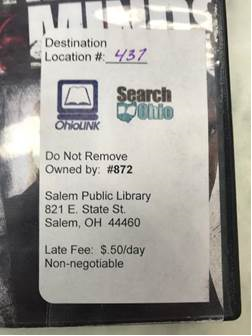 MINDS
Destination
Location #: 437
OhioLINK
Search
Ohio
Do Not Remove
Owned by: #872
Salem Public Library
821 E. State St.
Salem, OH 44460
Late Fee: $.50/day
Non-negotiable